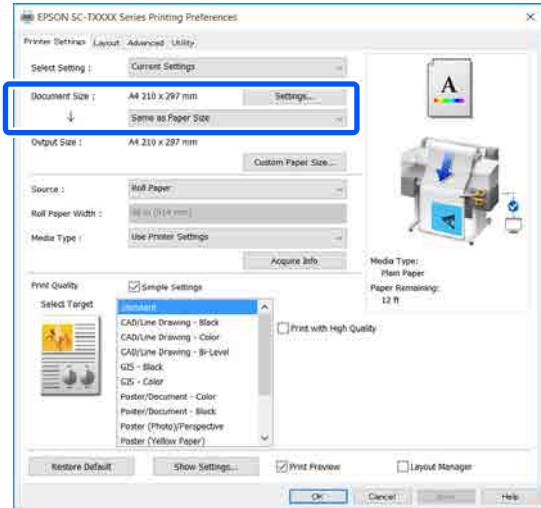 EPSON SC-TXXXX Series Printing Preferences
Printer Settings Layout Advanced Utility
Select Setting : Current Settings
Document Size : A4 210 x 297 mm Settings...
↓ Same as Paper Size
Output Size : A4 210 x 297 mm
Custom Paper Size...
Source : Roll Paper
Roll Paper Width :
Media Type : Use Printer Settings
Acquire Info
A
Media Type:
Plain Paper
Paper Remaining:
12 ft
Print Quality Simple Settings
Select Target
Standard
CAD/Line Drawing - Black
CAD/Line Drawing - Color
CAD/Line Drawing - Bi-Level
GIS - Black
GIS - Color
Poster/Document - Color
Poster/Document - Black
Poster (Photo)/Perspective
Poster (Yellow Paper)
Print with High Quality
Restore Default Show Settings... Print Preview Layout Manager
OK Cancel Help